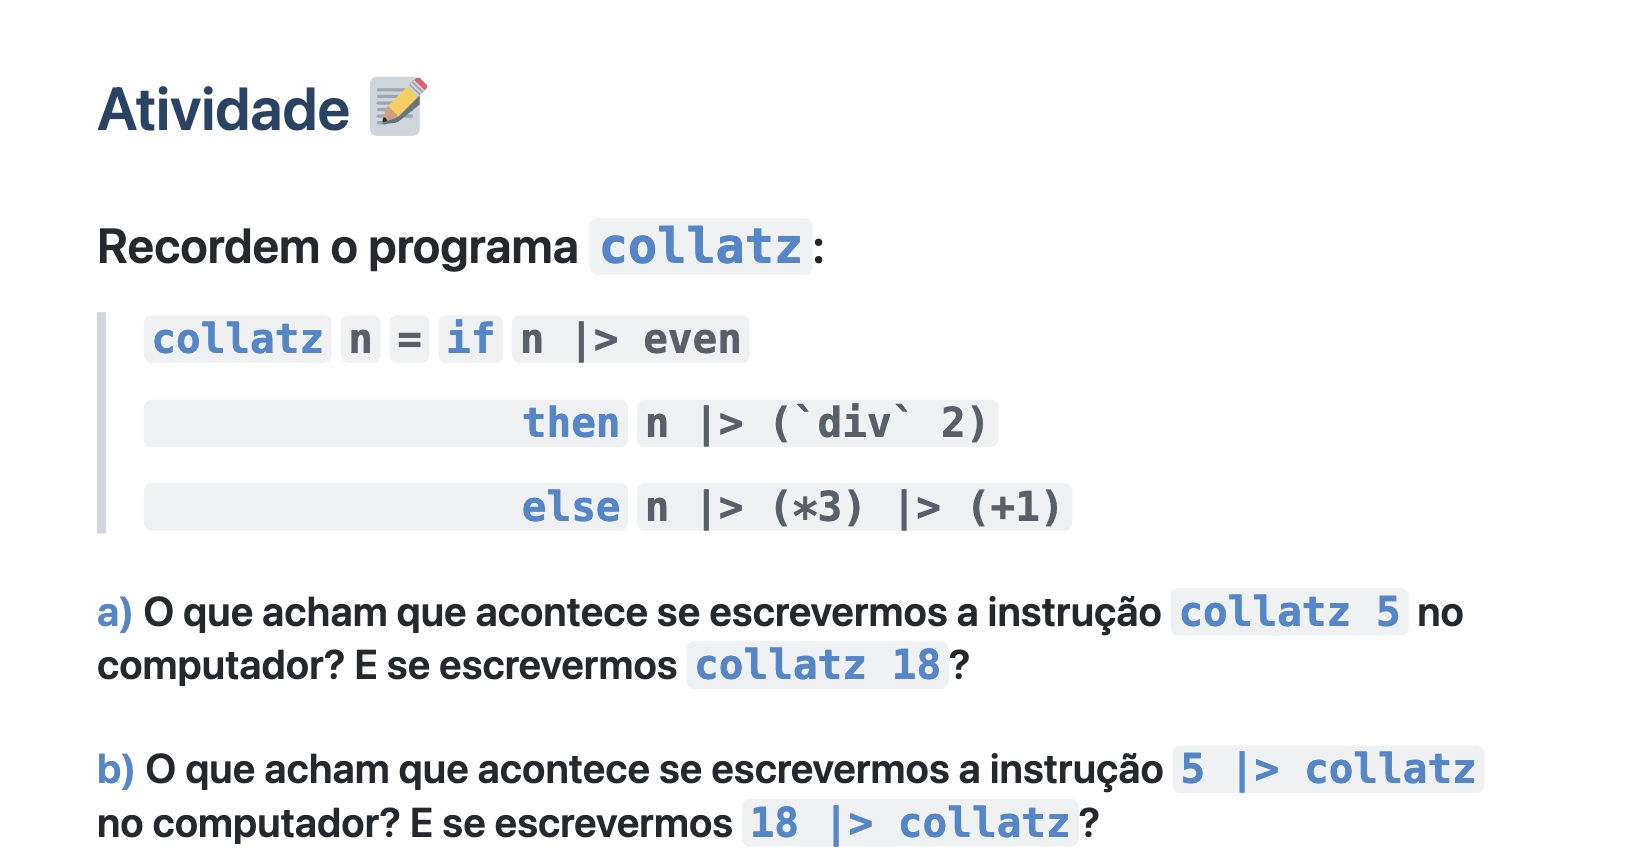 Atividade 📝
Recordem o programa collatz:
collatz n = if n |> even
then n |> (`div` 2)
else n |> (*3) |> (+1)
a) O que acham que acontece se escrevermos a instrução collatz 5 no
computador? E se escrevermos collatz 18?
b) O que acham que acontece se escrevermos a instrução 5 |> collatz
no computador? E se escrevermos 18 |> collatz?